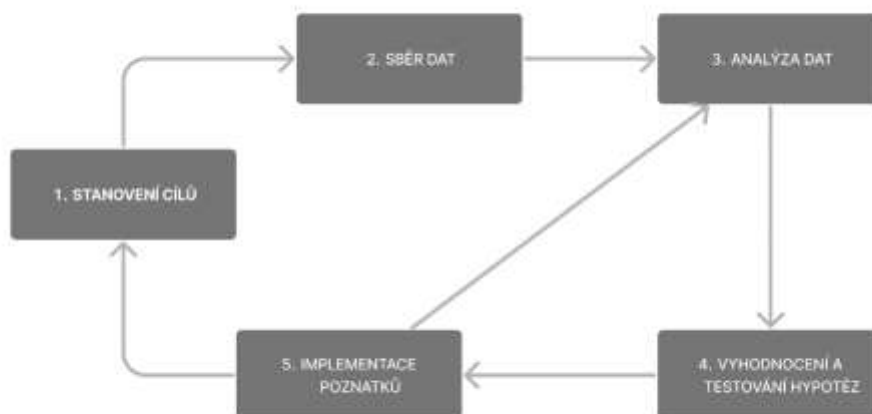 1. STANOVENÍ CÍLŮ
2. SBĚR DAT
3. ANALÝZA DAT
4. VYHODNOCENÍ A
TESTOVÁNÍ HYPOTÉZ
5. IMPLEMENTACE
POZNATKŮ